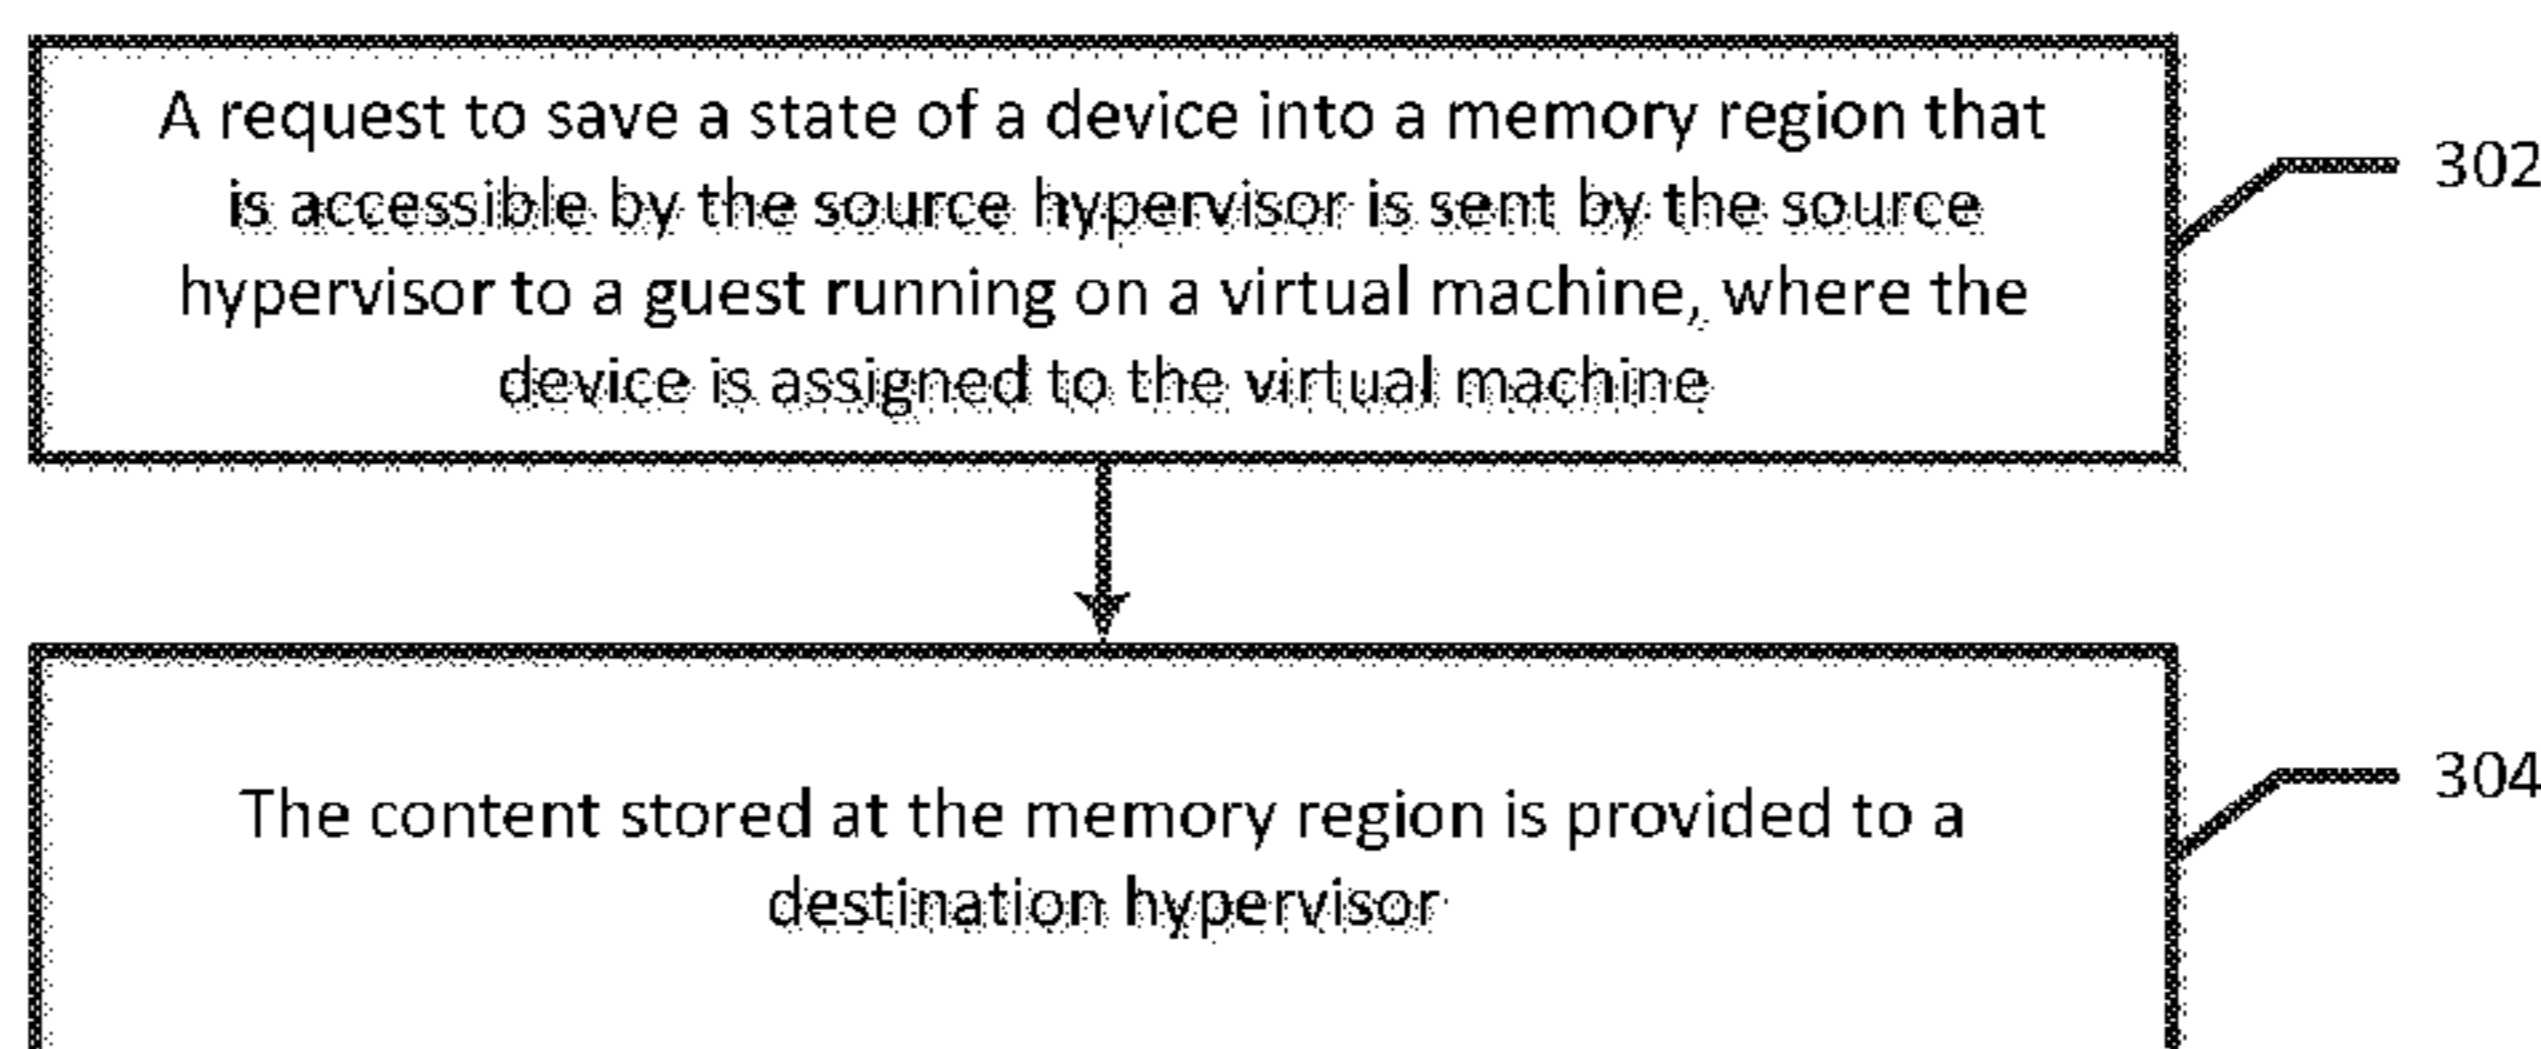 A request to save a state of a device into a memory region that
is accessible by the source hypervisor is sent by the source
hypervisor to a guest running on a virtual machine, where the
device is assigned to the virtual machine
302
The content stored at the memory region is provided to a
destination hypervisor
304